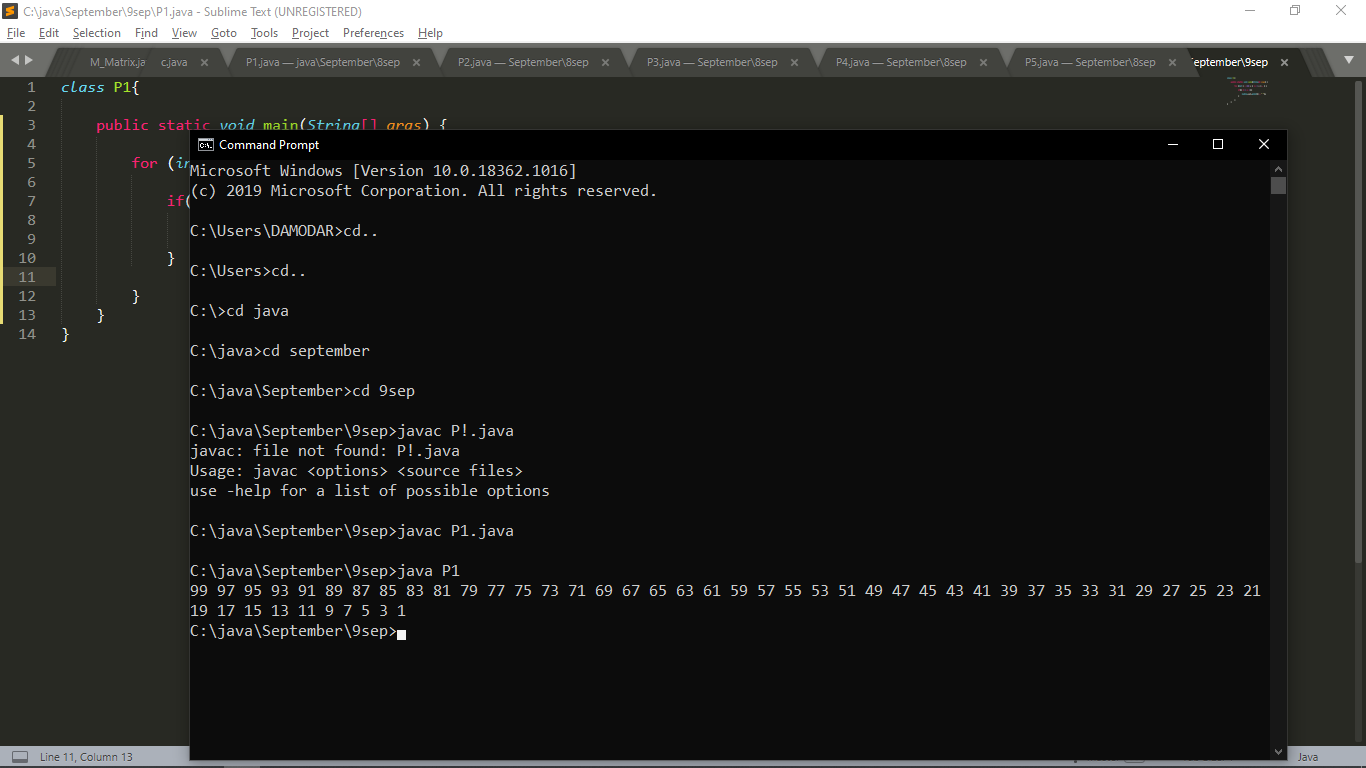 C:\java\September\9sep\P1.java - Sublime Text (UNREGISTERED)
File Edit Selection Find View Goto Tools Project Preferences Help
M_Matrix.ja c.java P1.java — java\September\8sep P2.java — September\8sep P3.java — September\8sep P4.java — September\8sep P5.java — September\8sep eptember\9sep
1 class P1{
2
3 public static void main(String[] args) {
4
5 for (in
6
7 if(
8
9
10 }
11
12 }
13 }
14 }
Command Prompt
Microsoft Windows [Version 10.0.18362.1016]
(c) 2019 Microsoft Corporation. All rights reserved.
C:\Users\DAMODAR>cd..
C:\Users>cd..
C:\>cd java
C:\java>cd september
C:\java\September>cd 9sep
C:\java\September\9sep>javac P!.java
javac: file not found: P!.java
Usage: javac <options> <source files>
use -help for a list of possible options
C:\java\September\9sep>javac P1.java
C:\java\September\9sep>java P1
99 97 95 93 91 89 87 85 83 81 79 77 75 73 71 69 67 65 63 61 59 57 55 53 51 49 47 45 43 41 39 37 35 33 31 29 27 25 23 21
19 17 15 13 11 9 7 5 3 1
C:\java\September\9sep>
Line 11, Column 13
Java